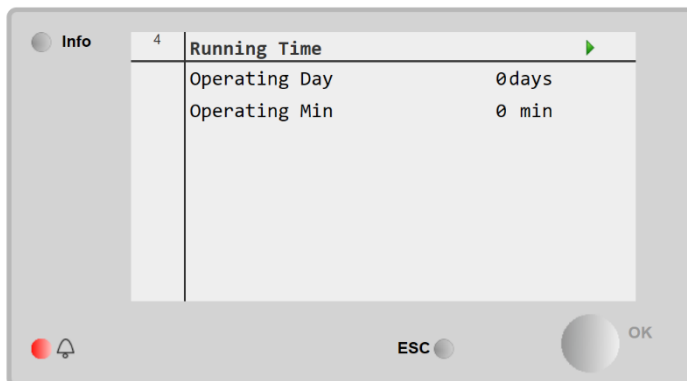 Info
4
Running Time
Operating Day 0days
Operating Min 0 min
ESC
OK